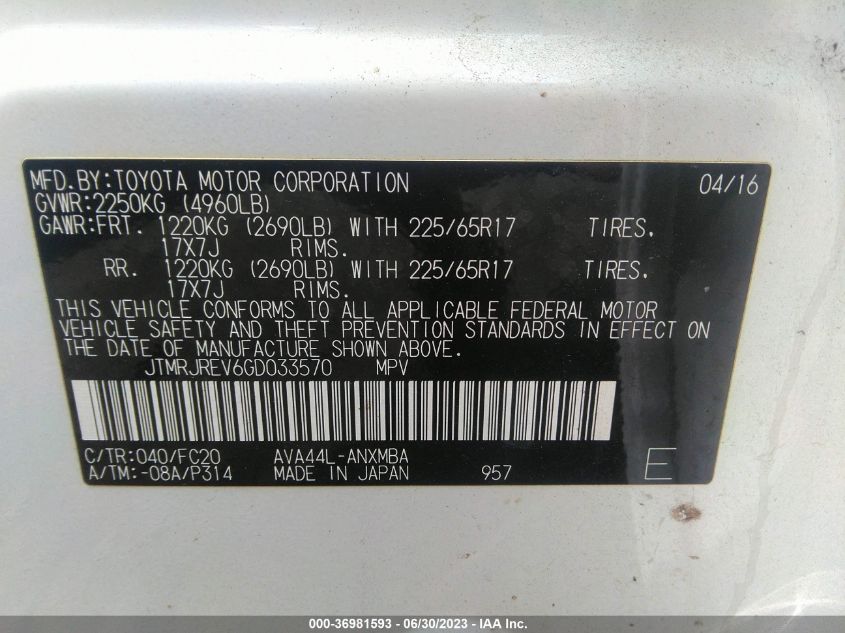 MFD.BY:TOYOTA MOTOR CORPORATION 04/16
GVWR:2250KG (4960LB)
GAWR:FRT. 1220KG (2690LB) WITH 225/65R17 TIRES,
17X7J RIMS.
RR. 1220KG (2690LB) WITH 225/65R17 TIRES,
17X7J RIMS.
THIS VEHICLE CONFORMS TO ALL APPLICABLE FEDERAL MOTOR
VEHICLE SAFETY AND THEFT PREVENTION STANDARDS IN EFFECT ON
THE DATE OF MANUFACTURE SHOWN ABOVE.
JTMRJREV6GD033570 MPV
C/TR:040/FC20 AVA44L-ANXMBA
A/TM:-08A/P314 MADE IN JAPAN 957 E
000-36981593 - 06/30/2023 - IAA Inc.